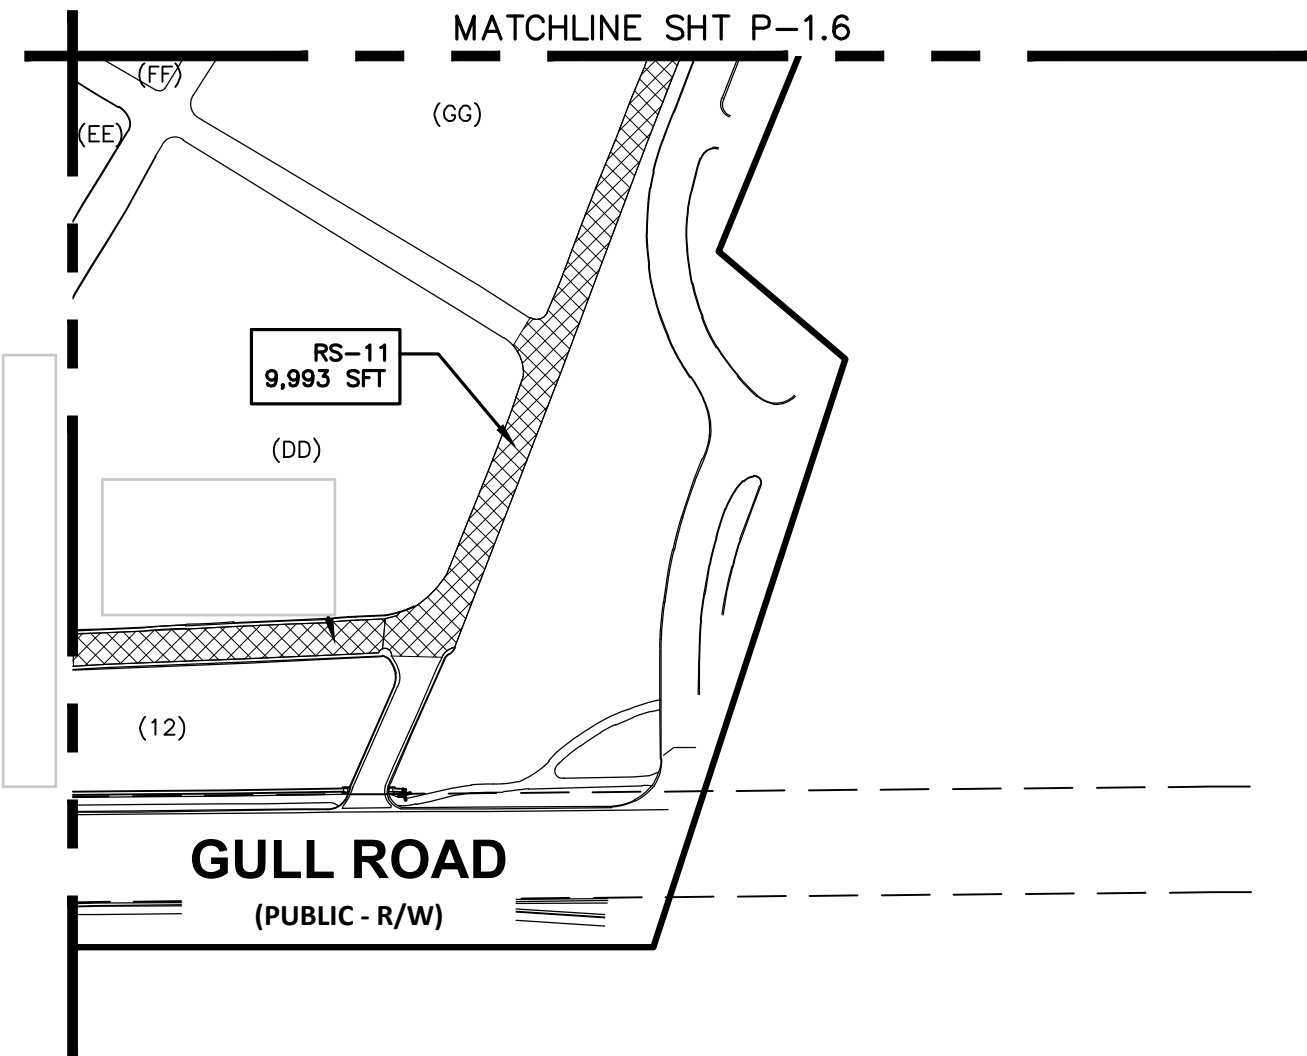 MATCHLINE SHT P-1.6
(FF)
(GG)
(EE)
RS-11
9,993 SFT
(DD)
(12)
GULL ROAD
(PUBLIC - R/W)